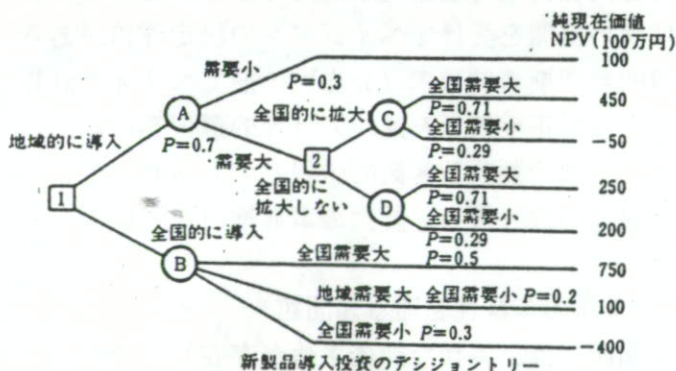 純現在価値
NPV(100万円)
需要小
P=0.3
100
A
全国的に拡大
C
全国需要大
P=0.71
450
全国需要小
P=0.29
-50
地域的に導入
P=0.7
需要大
2
1
全国的に
拡大しない
D
全国需要大
P=0.71
250
全国需要小
P=0.29
200
全国的に導入
B
全国需要大
P=0.5
750
地域需要大 全国需要小 P=0.2
100
全国需要小 P=0.3
-400
新製品導入投資のデシジョントリー